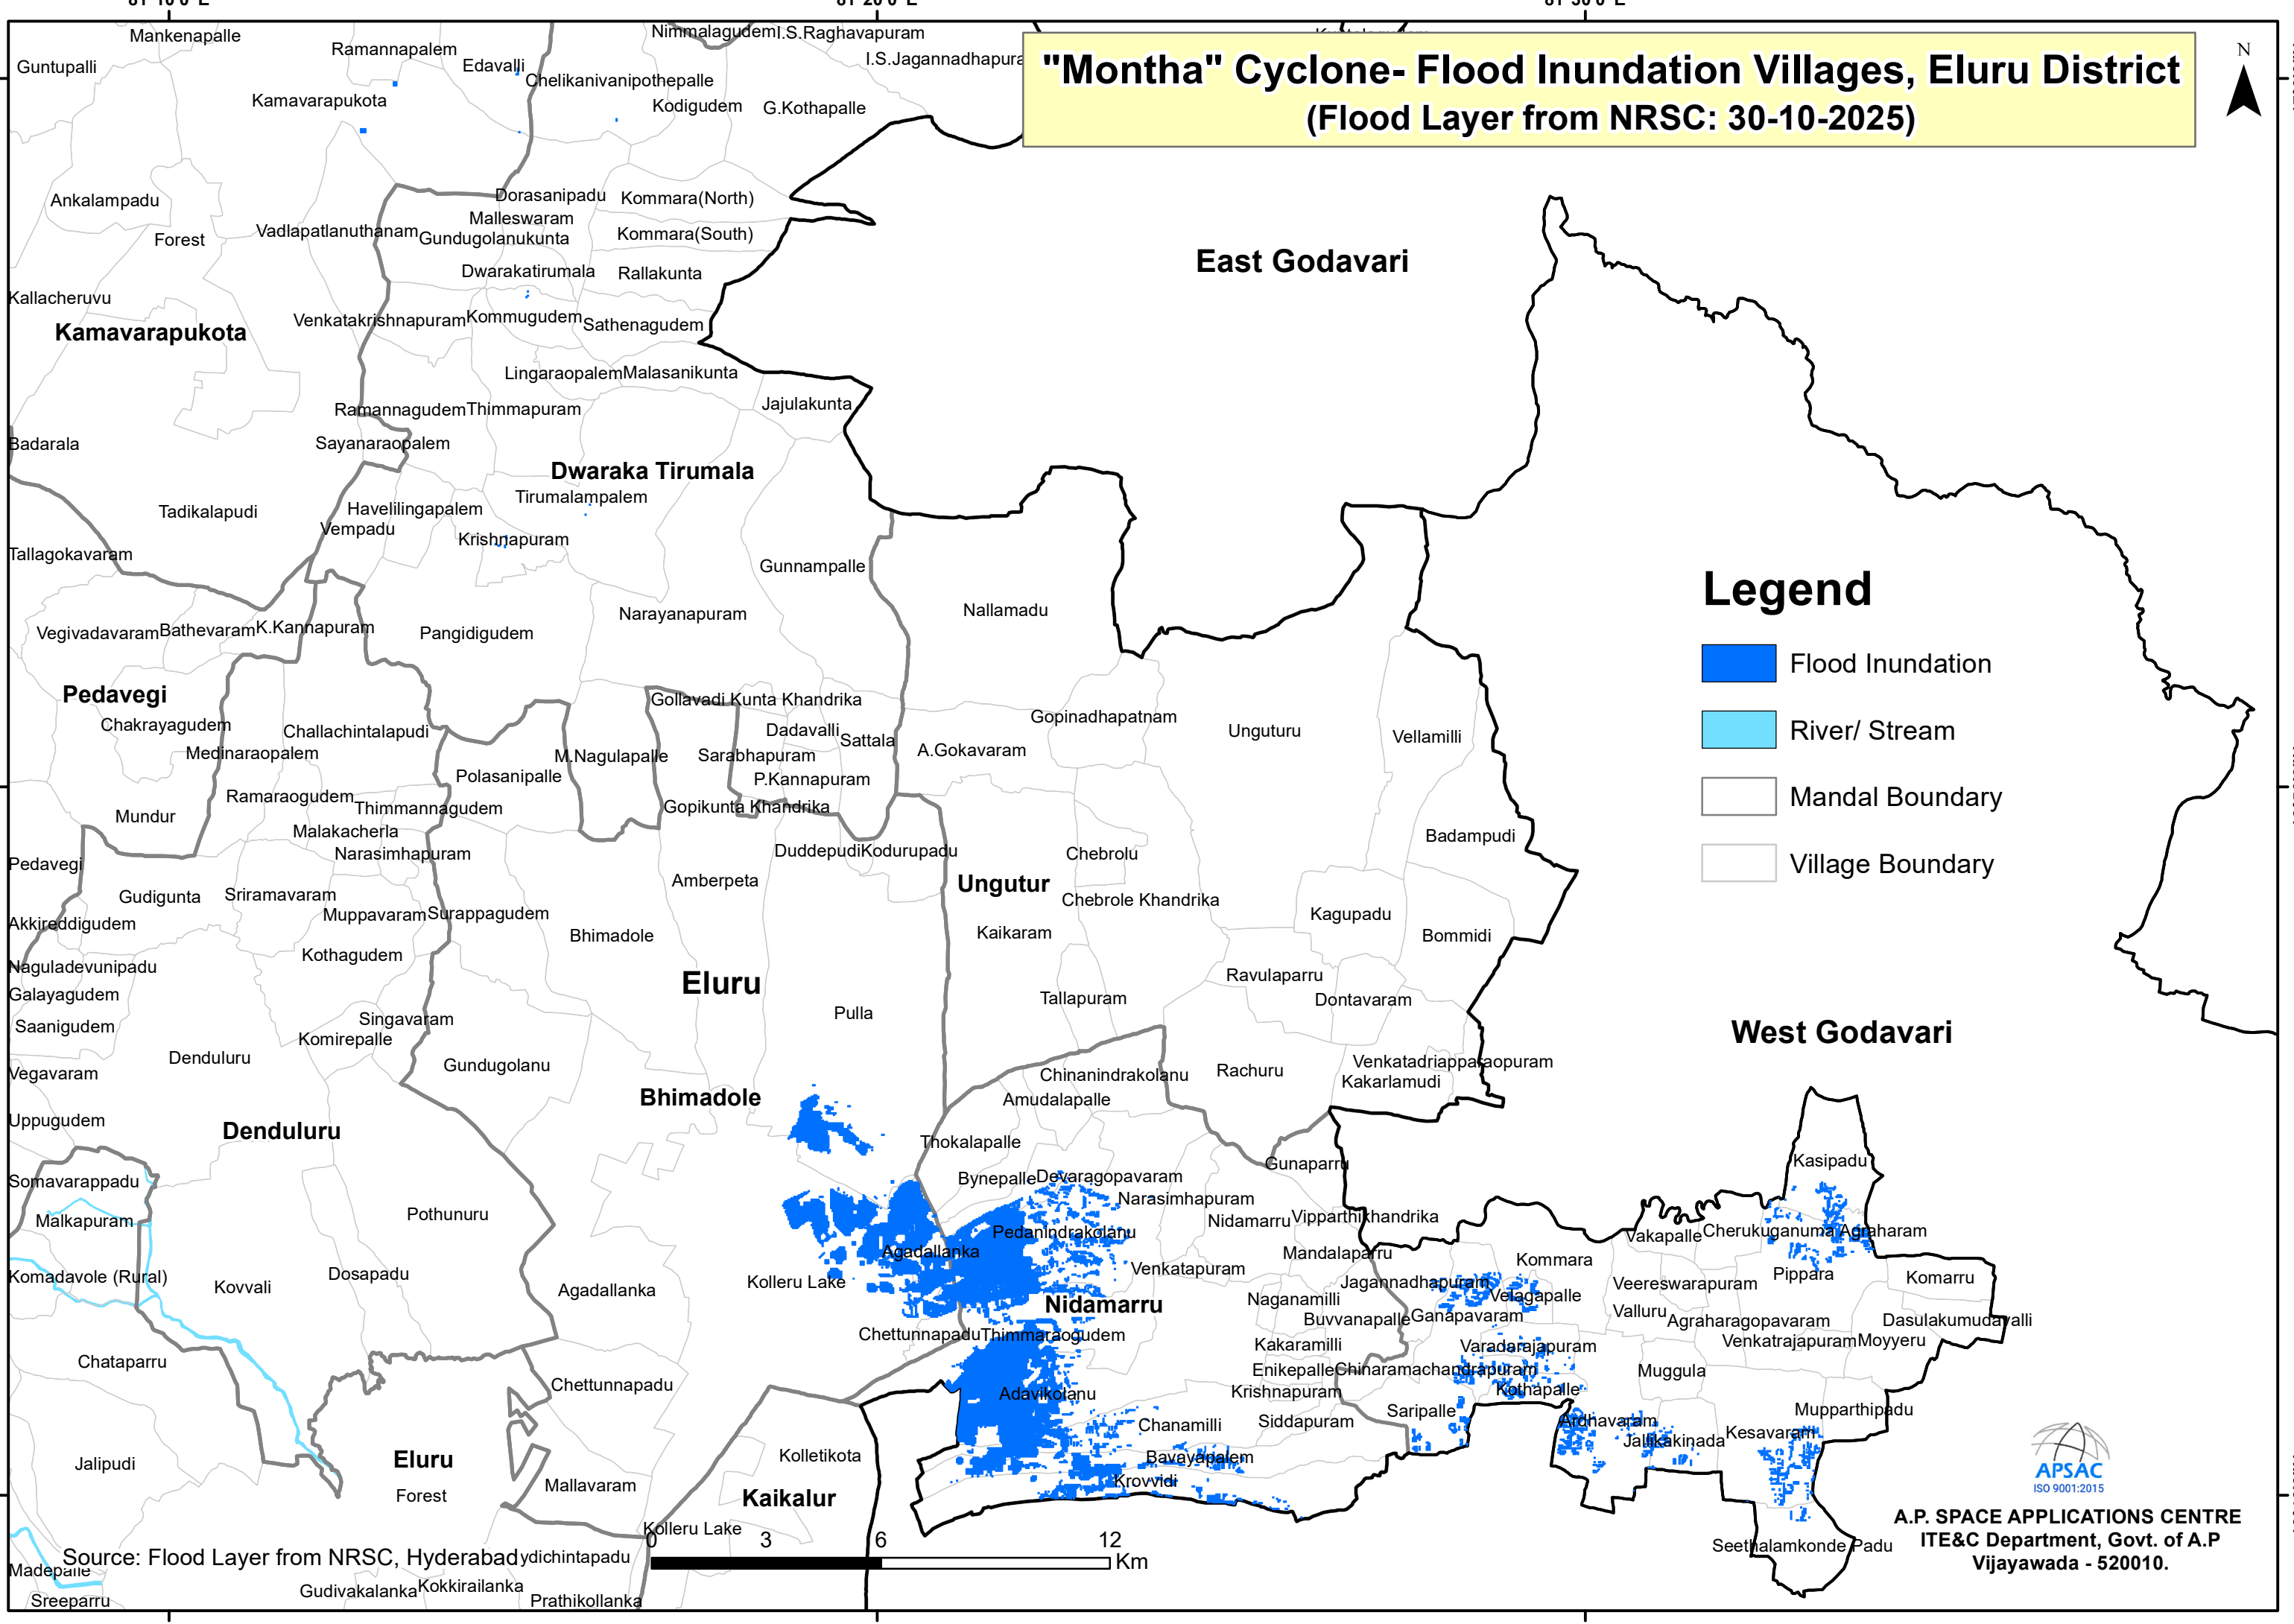 81°10'0"E
81°20'0"E
81°30'0"E
"Montha" Cyclone- Flood Inundation Villages, Eluru District
(Flood Layer from NRSC: 30-10-2025)
N
Mankenapalle
Ramannapalem
Nimmalagudem
I.S.Raghavapuram
Guntupalli
Edavalli
I.S.Jagannadhapura
Chelikanivanipothepalle
Kamavarapukota
Kodigudem
G.Kothapalle
Ankalampadu
Dorasanipadu
Kommara(North)
Malleswaram
Forest
Vadlapatlanuthanam
Gundugolanukunta
Kommara(South)
East Godavari
Dwarakatirumala
Rallakunta
Kallacheruvu
Kamavarapukota
Venkatakrishnapuram
Kommugudem
Sathenagudem
Lingaraopalem
Malasanikunta
Ramannagudem
Thimmapuram
Jajulakunta
Badarala
Sayanaraopalem
Dwaraka Tirumala
Tirumalampalem
Tadikalapudi
Havelilingapalem
Vempadu
Krishnapuram
Tallagokavaram
Gunnampalle
Nallamadu
Narayanapuram
Vegivadavaram
Bathevaram
K.Kannapuram
Pangidigudem
Legend
Flood Inundation
River/ Stream
Mandal Boundary
Village Boundary
Pedavegi
Gollavadi Kunta Khandrika
Chakrayagudem
Challachintalapudi
Dadavalli
Sattala
Gopinadhapatnam
Unguturu
Vellamilli
Medinaraopalem
M.Nagulapalle
Sarabhapuram
A.Gokavaram
Polasanipalle
P.Kannapuram
Ramaraogudem
Thimmannagudem
Gopikunta Khandrika
Mundur
Malakacherla
Badampudi
Narasimhapuram
Duddepudi
Kodurupadu
Chebrolu
Pedavegi
Amberpeta
Ungutur
Gudigunta
Sriramavaram
Chebrole Khandrika
Muppavaram
Surappagudem
Kagupadu
Akkireddigudem
Bhimadole
Kaikaram
Bommidi
Kothagudem
Naguladevunipadu
Eluru
Ravulaparru
Galayagudem
Tallapuram
Dontavaram
Saanigudem
Singavaram
Pulla
Komirepalle
West Godavari
Denduluru
Gundugolanu
Venkatadriapparaopuram
Vegavaram
Chinanindrakolanu
Rachuru
Kakarlamudi
Bhimadole
Amudalapalle
Uppugudem
Denduluru
Thokalapalle
Gunaparru
Kasipadu
Somavarappadu
Bynepalle
Devaragopavaram
Narasimhapuram
Malkapuram
Pothunuru
Nidamarru
Vipparthikhandrika
Pedanindrakolanu
Vakapalle
Cherukuganuma Agraharam
Agadallanka
Mandalaparru
Kommara
Komadavole (Rural)
Dosapadu
Kolleru Lake
Venkatapuram
Pippara
Komarru
Kovvali
Agadallanka
Jagannadhapuram
Veereswarapuram
Nidamarru
Naganamilli
Velagapalle
Buvvanapalle
Ganapavaram
Valluru
Agraharagopavaram
Dasulakumudavalli
Chettunnapadu
Thimmaraogudem
Kakaramilli
Varadarajapuram
Venkatrajapuram
Moyyeru
Chataparru
Enikepalle
Chinaramachandrapuram
Muggula
Chettunnapadu
Adavikolanu
Krishnapuram
Kothapalle
Saripalle
Mupparthipadu
Chanamilli
Siddapuram
Ardhavaram
Kesavaram
Jallikakinada
Eluru
Kolletikota
Bavayapalem
Jalipudi
Krovvidi
Forest
Mallavaram
Kaikalur
APSAC
ISO 9001:2015
Kolleru Lake
0 3 6 12 Km
A.P. SPACE APPLICATIONS CENTRE
ITE&C Department, Govt. of A.P
Vijayawada - 520010.
Seethalamkonde Padu
Source: Flood Layer from NRSC, Hyderabad
ydichintapadu
Madepalle
Gudivakalanka
Kokkirailanka
Sreeparru
Prathikollanka